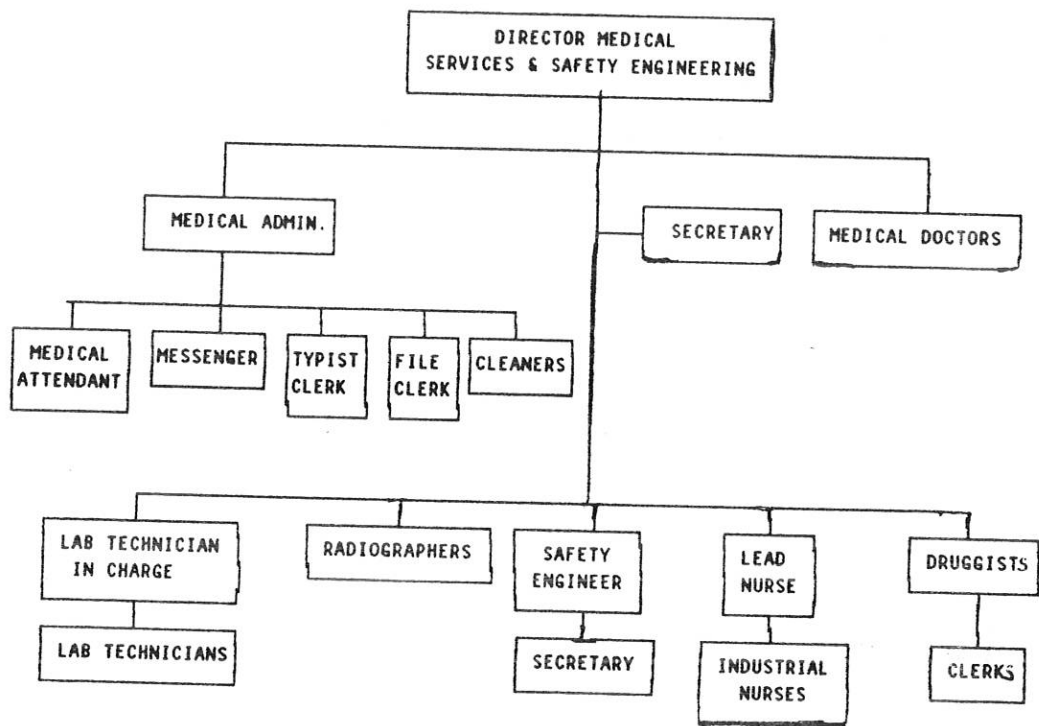 DIRECTOR MEDICAL
SERVICES & SAFETY ENGINEERING
MEDICAL ADMIN.
SECRETARY
MEDICAL DOCTORS
MEDICAL
ATTENDANT
MESSENGER
TYPIST
CLERK
FILE
CLERK
CLEANERS
LAB TECHNICIAN
IN CHARGE
RADIOGRAPHERS
SAFETY
ENGINEER
LEAD
NURSE
DRUGGISTS
LAB TECHNICIANS
SECRETARY
INDUSTRIAL
NURSES
CLERKS